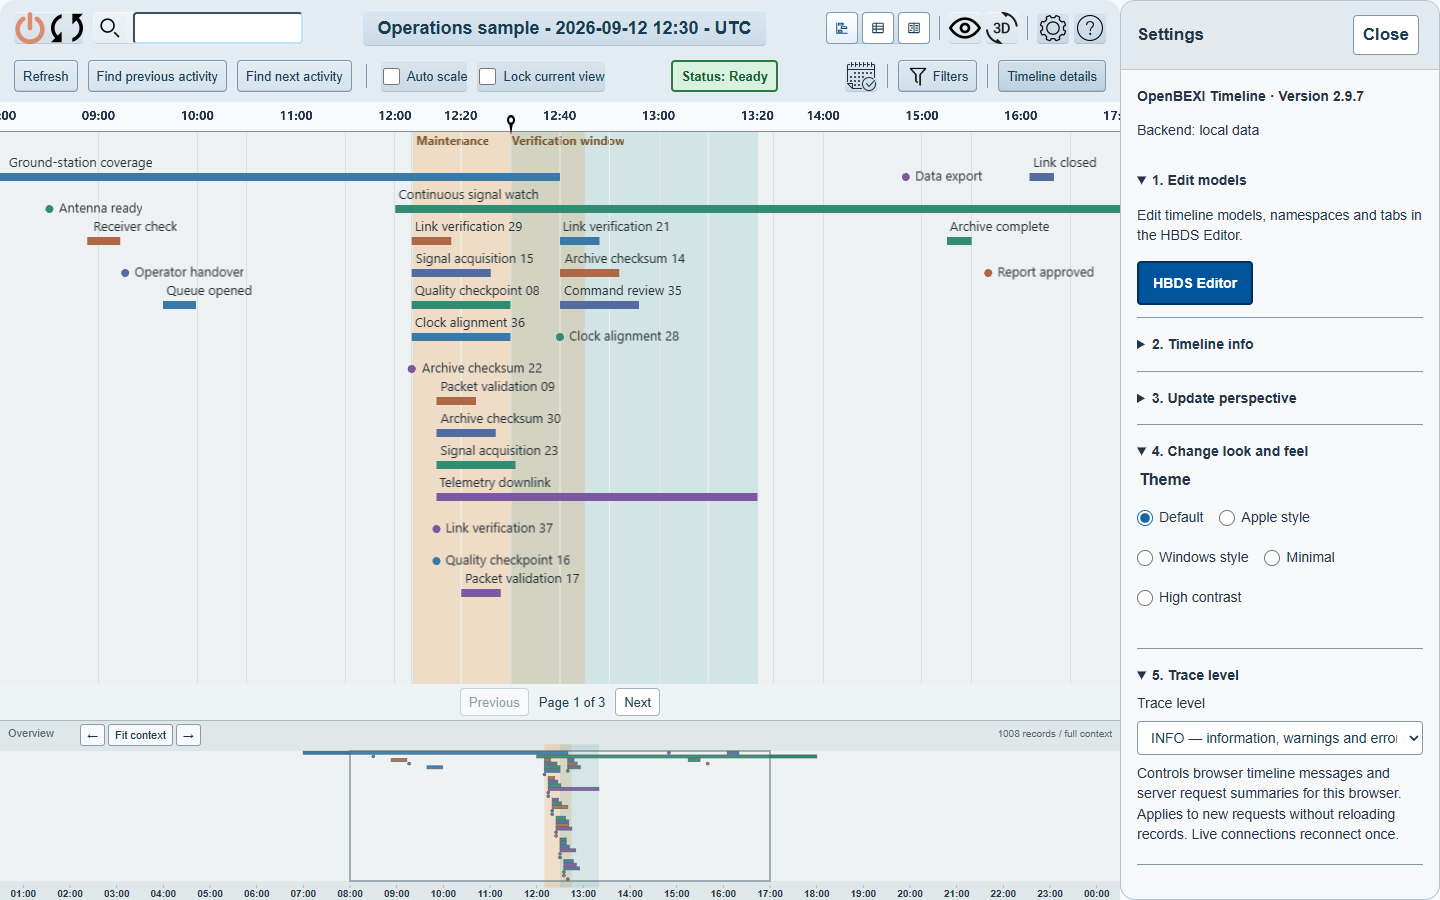 Operations sample - 2026-09-12 12:30 - UTC
3D
?
Refresh
Find previous activity
Find next activity
Auto scale
Lock current view
Status: Ready
Filters
Timeline details
:00 09:00 10:00 11:00 12:00 12:20 12:40 13:00 13:20 14:00 15:00 16:00 17:
Maintenance
Verification window
Ground-station coverage
Link closed
Data export
Continuous signal watch
Antenna ready
Receiver check
Link verification 29
Link verification 21
Archive complete
Signal acquisition 15
Archive checksum 14
Operator handover
Report approved
Queue opened
Quality checkpoint 08
Command review 35
Clock alignment 36
Clock alignment 28
Archive checksum 22
Packet validation 09
Archive checksum 30
Signal acquisition 23
Telemetry downlink
Link verification 37
Quality checkpoint 16
Packet validation 17
Previous
Page 1 of 3
Next
Overview
←
Fit context
→
1008 records / full context
01:00 02:00 03:00 04:00 05:00 06:00 07:00 08:00 09:00 10:00 11:00 12:00 13:00 14:00 15:00 16:00 17:00 18:00 19:00 20:00 21:00 22:00 23:00 00:00
Settings
Close
OpenBEXI Timeline · Version 2.9.7
Backend: local data
1. Edit models
Edit timeline models, namespaces and tabs in
the HBDS Editor.
HBDS Editor
2. Timeline info
3. Update perspective
4. Change look and feel
Theme
Default
Apple style
Windows style
Minimal
High contrast
5. Trace level
Trace level
INFO — information, warnings and error
Controls browser timeline messages and
server request summaries for this browser.
Applies to new requests without reloading
records. Live connections reconnect once.